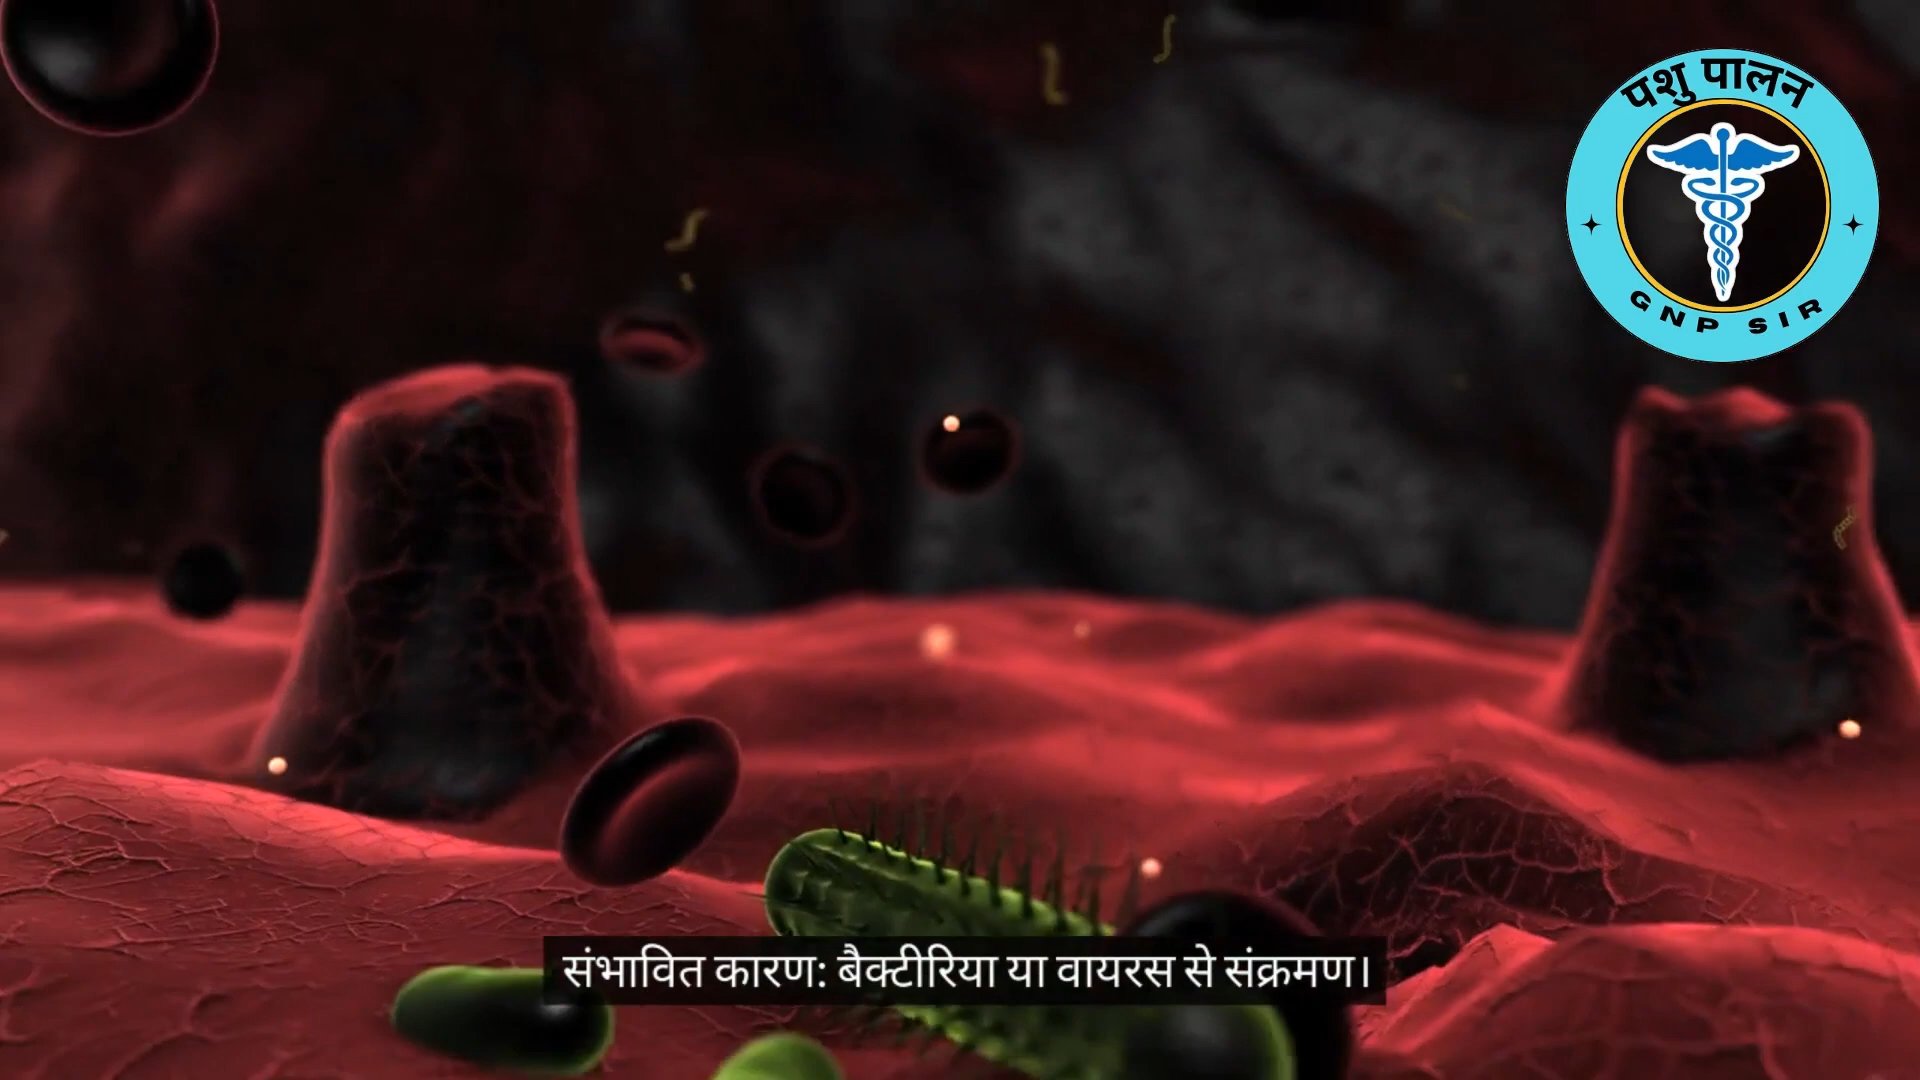 पशु पालन
GNP SIR
संभावित कारण: बैक्टीरिया या वायरस से संक्रमण।